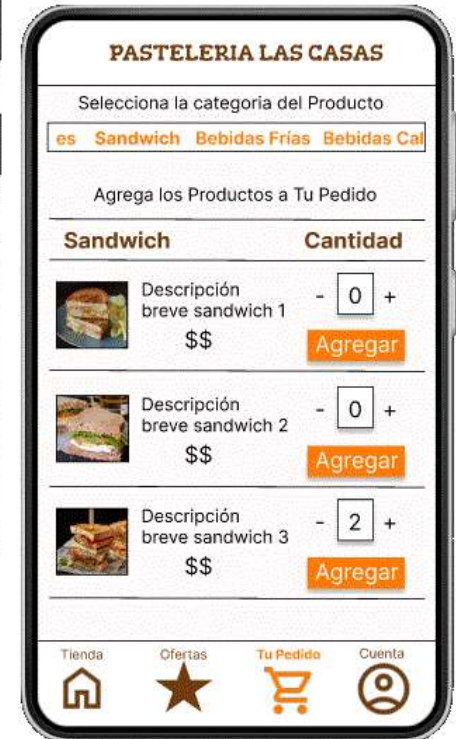 PASTELERIA LAS CASAS
Selecciona la categoria del Producto
es Sandwich Bebidas Frías Bebidas Cal
Agrega los Productos a Tu Pedido
Sandwich Cantidad
Descripción
breve sandwich 1
$$
- 0 +
Agregar
Descripción
breve sandwich 2
$$
- 0 +
Agregar
Descripción
breve sandwich 3
$$
- 2 +
Agregar
Tienda Ofertas Tu Pedido Cuenta